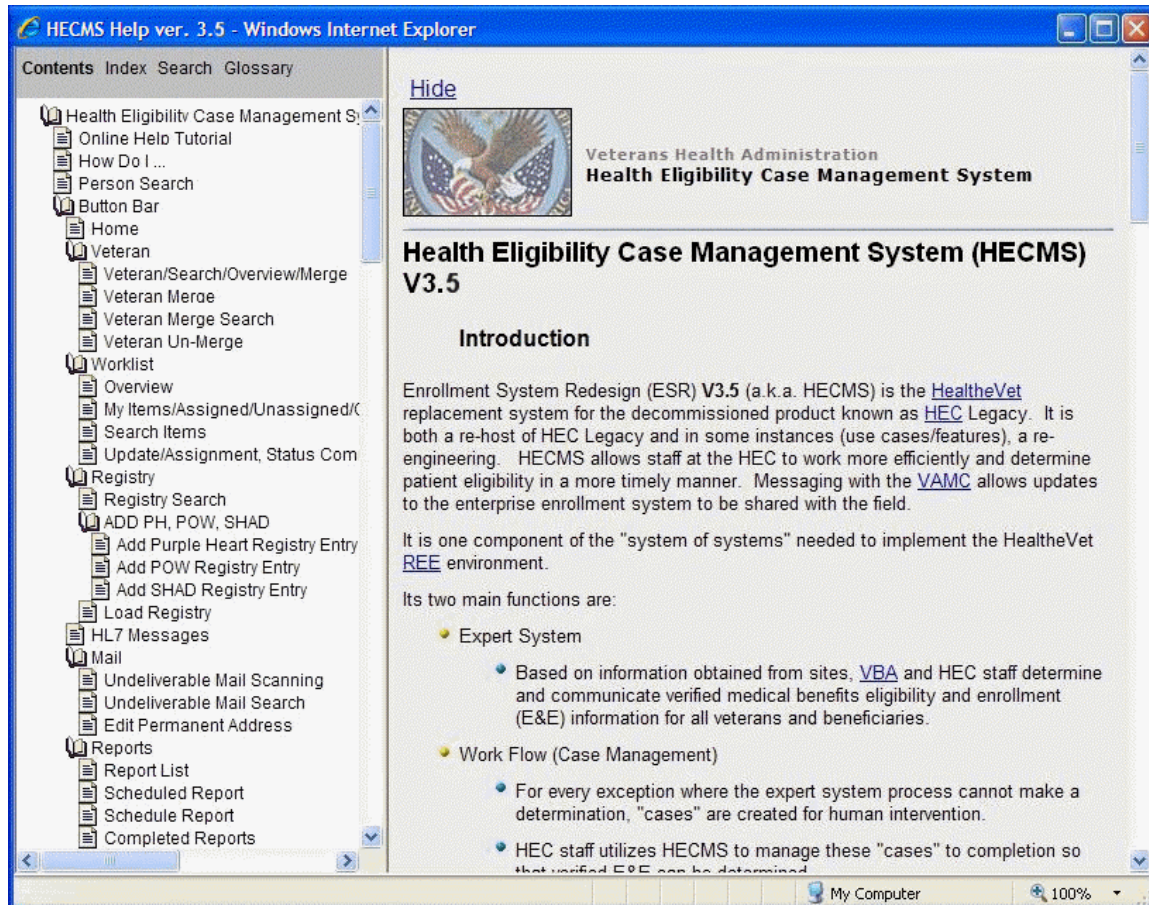 HECMS Help ver. 3.5 - Windows Internet Explorer
Contents Index Search Glossary
Health Eligibility Case Management Sy
Online Help Tutorial
How Do I ...
Person Search
Button Bar
Home
Veteran
Veteran/Search/Overview/Merge
Veteran Merge
Veteran Merge Search
Veteran Un-Merge
Worklist
Overview
My Items/Assigned/Unassigned/
Search Items
Update/Assignment, Status Com
Registry
Registry Search
ADD PH, POW, SHAD
Add Purple Heart Registry Entry
Add POW Registry Entry
Add SHAD Registry Entry
Load Registry
HL7 Messages
Mail
Undeliverable Mail Scanning
Undeliverable Mail Search
Edit Permanent Address
Reports
Report List
Scheduled Report
Schedule Report
Completed Reports
Hide
Veterans Health Administration
Health Eligibility Case Management System
Health Eligibility Case Management System (HECMS)
V3.5
Introduction
Enrollment System Redesign (ESR) V3.5 (a.k.a. HECMS) is the HealtheVet
replacement system for the decommissioned product known as HEC Legacy. It is
both a re-host of HEC Legacy and in some instances (use cases/features), a re-
engineering. HECMS allows staff at the HEC to work more efficiently and determine
patient eligibility in a more timely manner. Messaging with the VAMC allows updates
to the enterprise enrollment system to be shared with the field.
It is one component of the "system of systems" needed to implement the HealtheVet
REE environment.
Its two main functions are:
Expert System
Based on information obtained from sites, VBA and HEC staff determine
and communicate verified medical benefits eligibility and enrollment
(E&E) information for all veterans and beneficiaries.
Work Flow (Case Management)
For every exception where the expert system process cannot make a
determination, "cases" are created for human intervention.
HEC staff utilizes HECMS to manage these "cases" to completion so
that verified E&E can be determined
My Computer
100%